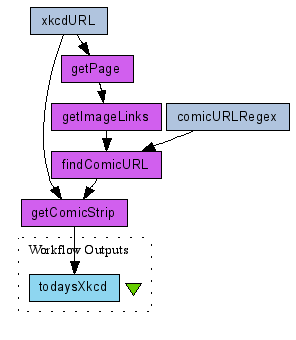 xkcdURL
getPage
getImageLinks
comicURLRegex
findComicURL
getComicStrip
Workflow Outputs
todaysXkcd